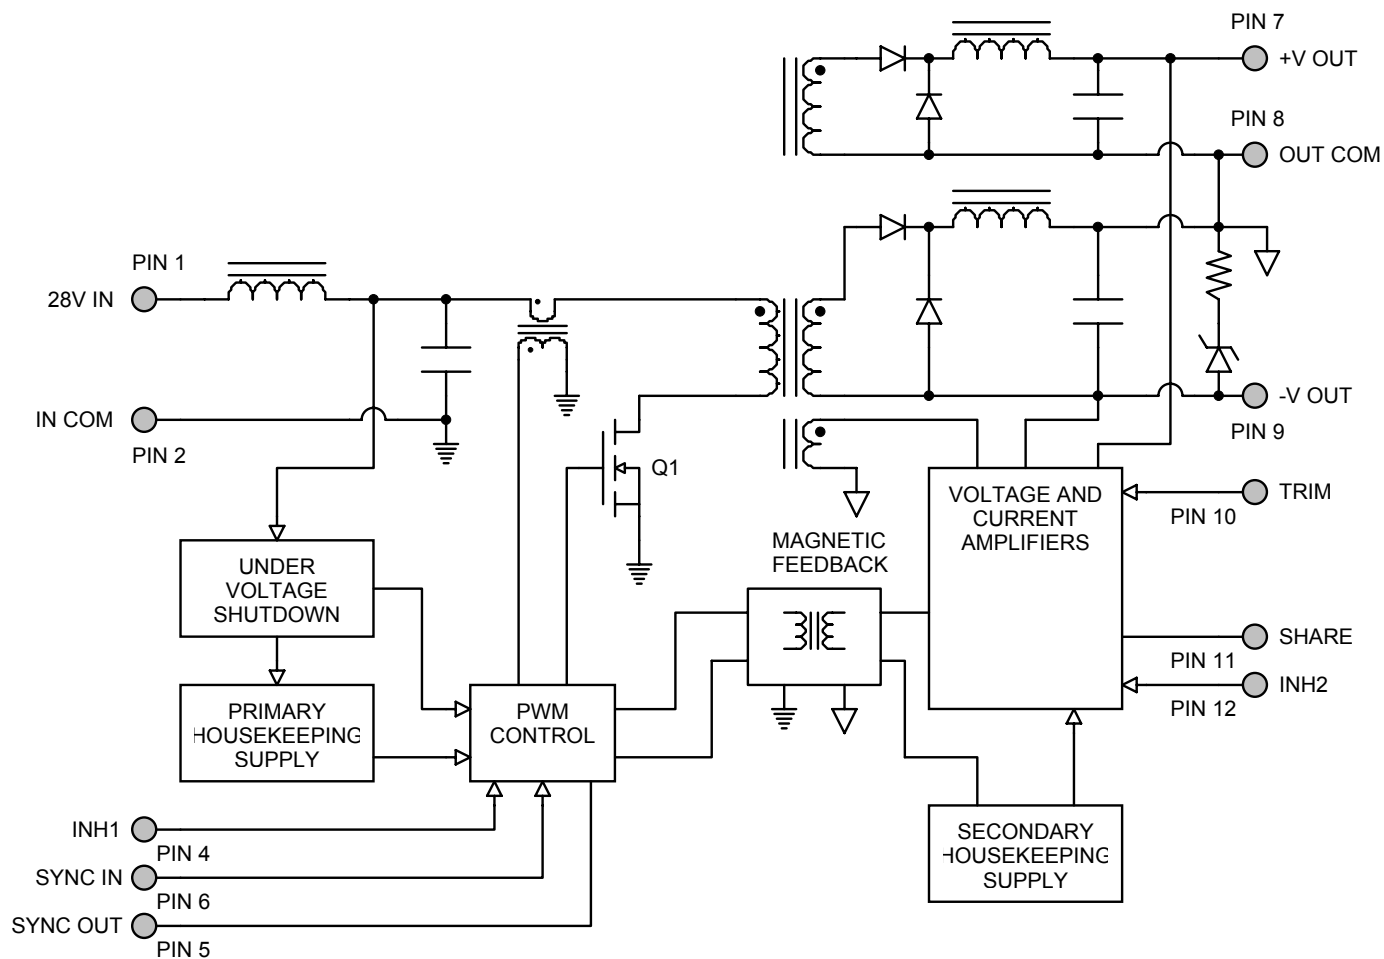 PIN 7
+V OUT
PIN 8
OUT COM
PIN 1
28V IN
IN COM
PIN 2
-V OUT
PIN 9
Q1
VOLTAGE AND
CURRENT
AMPLIFIERS
TRIM
PIN 10
MAGNETIC
FEEDBACK
UNDER
VOLTAGE
SHUTDOWN
SHARE
PIN 11
INH2
PIN 12
PRIMARY
HOUSEKEEPING
SUPPLY
PWM
CONTROL
INH1
PIN 4
SYNC IN
PIN 6
SYNC OUT
PIN 5
SECONDARY
HOUSEKEEPING
SUPPLY